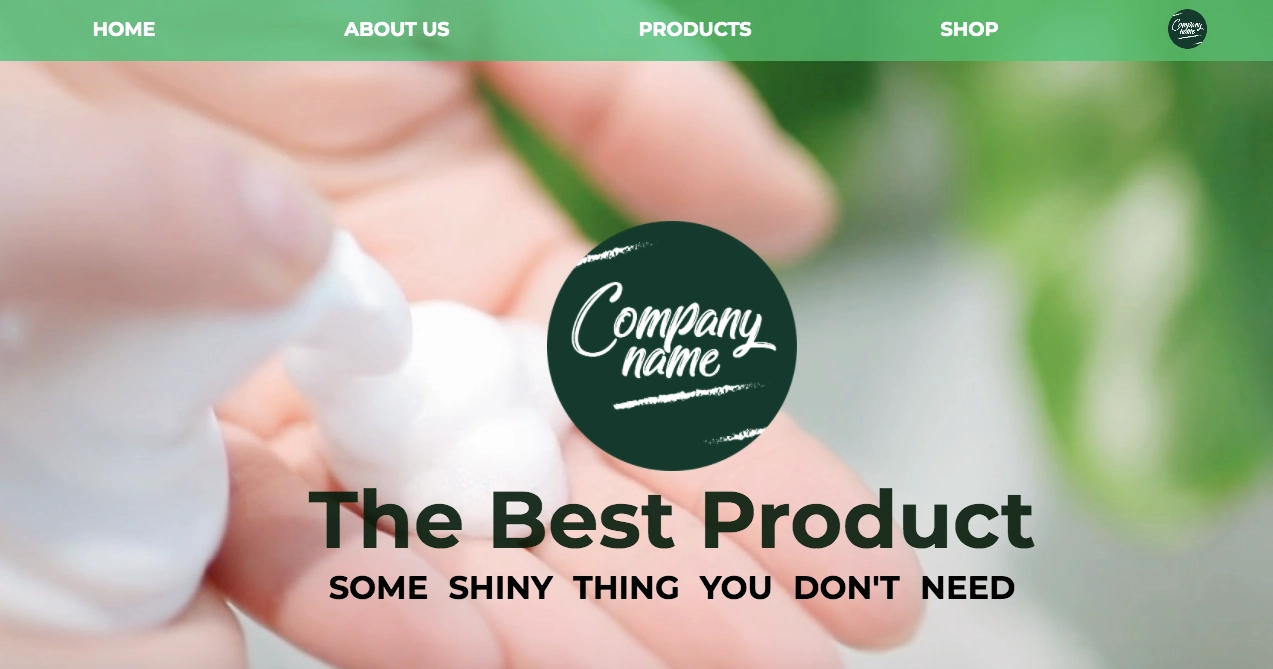 HOME ABOUT US PRODUCTS SHOP Company
name
Company
name
The Best Product
SOME SHINY THING YOU DON'T NEED